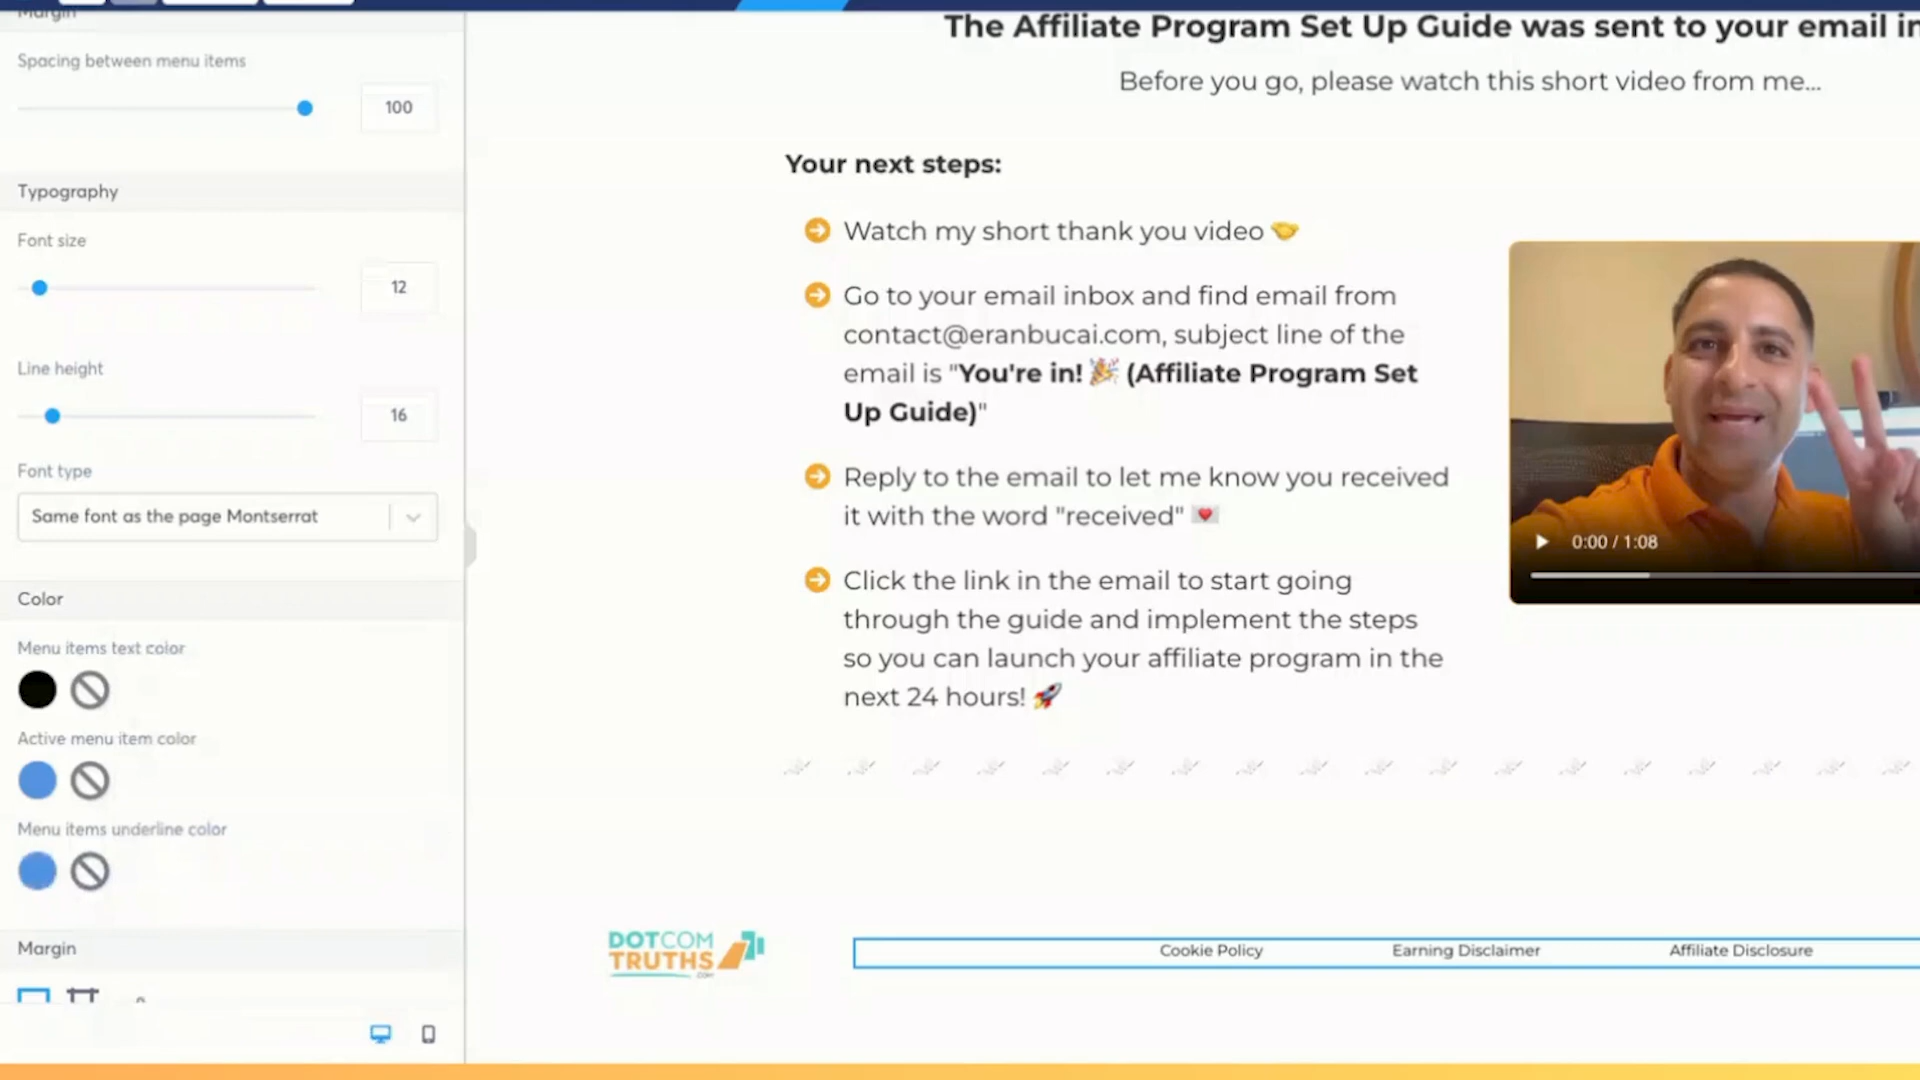 Margin
Spacing between menu items
100
Typography
Font size
12
Line height
16
Font type
Same font as the page Montserrat
Color
Menu items text color
Active menu item color
Menu items underline color
Margin
The Affiliate Program Set Up Guide was sent to your email in
Before you go, please watch this short video from me...
Your next steps:
Watch my short thank you video 🤝
Go to your email inbox and find email from
contact@eranbucai.com, subject line of the
email is "You're in! 🎉 (Affiliate Program Set
Up Guide)"
Reply to the email to let me know you received
it with the word "received" 💌
Click the link in the email to start going
through the guide and implement the steps
so you can launch your affiliate program in the
next 24 hours! 🚀
0:00 / 1:08
DOTCOM
TRUTHS
.COM
Cookie Policy
Earning Disclaimer
Affiliate Disclosure